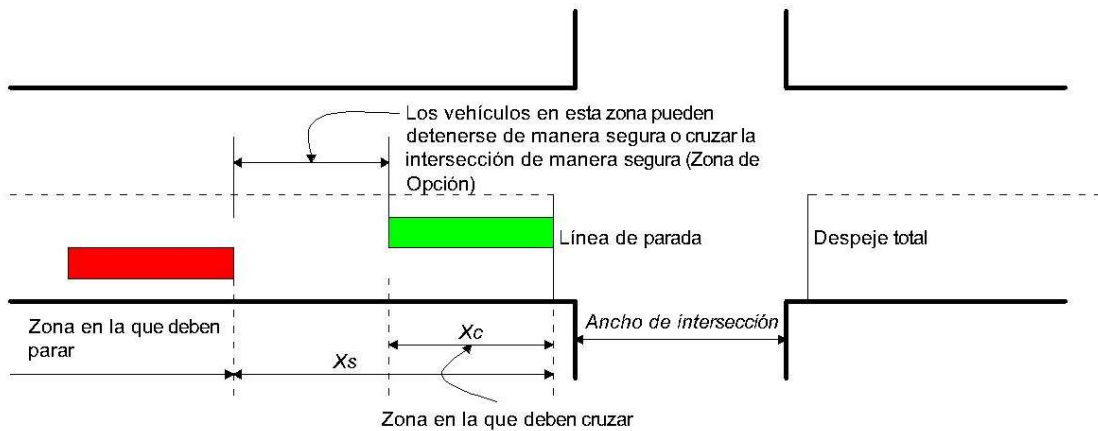 Los vehículos en esta zona pueden
detenerse de manera segura o cruzar la
intersección de manera segura (Zona de
Opción)
Línea de parada
Despeje total
Zona en la que deben
parar
Xc
Ancho de intersección
Xs
Zona en la que deben cruzar